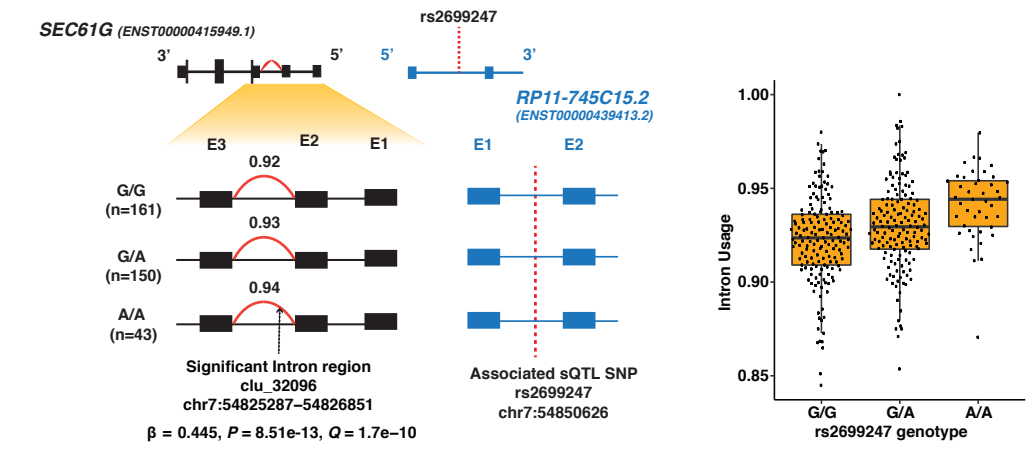 SEC61G (ENST00000415949.1)
rs2699247
3’ 5’ 5’ 3’
RP11-745C15.2
(ENST00000439413.2)
E3 E2 E1 E1 E2
0.92
G/G
(n=161)
0.93
G/A
(n=150)
0.94
A/A
(n=43)
Significant Intron region
clu_32096
chr7:54825287–54826851
β = 0.445, P = 8.51e-13, Q = 1.7e–10
Associated sQTL SNP
rs2699247
chr7:54850626
Intron Usage
1.00
0.95
0.90
0.85
G/G G/A A/A
rs2699247 genotype